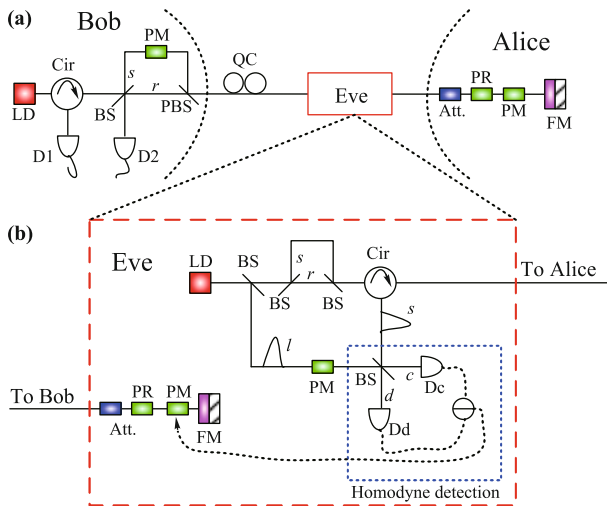 (a)
Bob
Alice
PM
QC
Cir
s
r
LD
BS
PBS
Eve
Att.
PR
PM
FM
D1
D2
(b)
Eve
LD
BS
s
r
BS
BS
Cir
To Alice
s
l
PM
BS
c
Dc
d
Dd
To Bob
PR
PM
Att.
FM
Homodyne detection